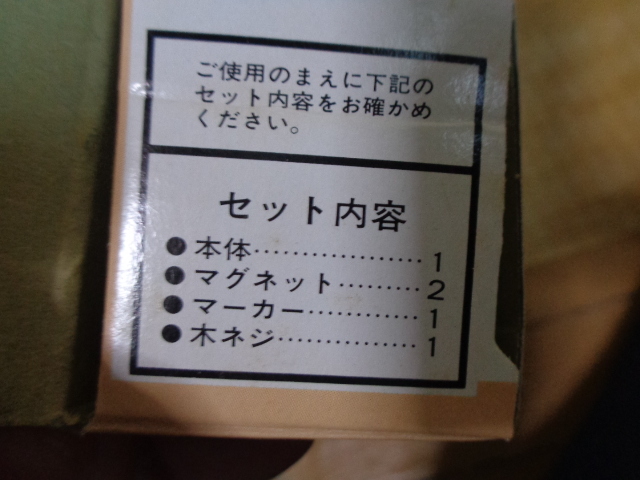 ご使用のまえに下記の
セット内容をお確かめ
ください。
セット内容
●本体………………1
●マグネット………2
●マーカー…………1
●木ネジ……………1